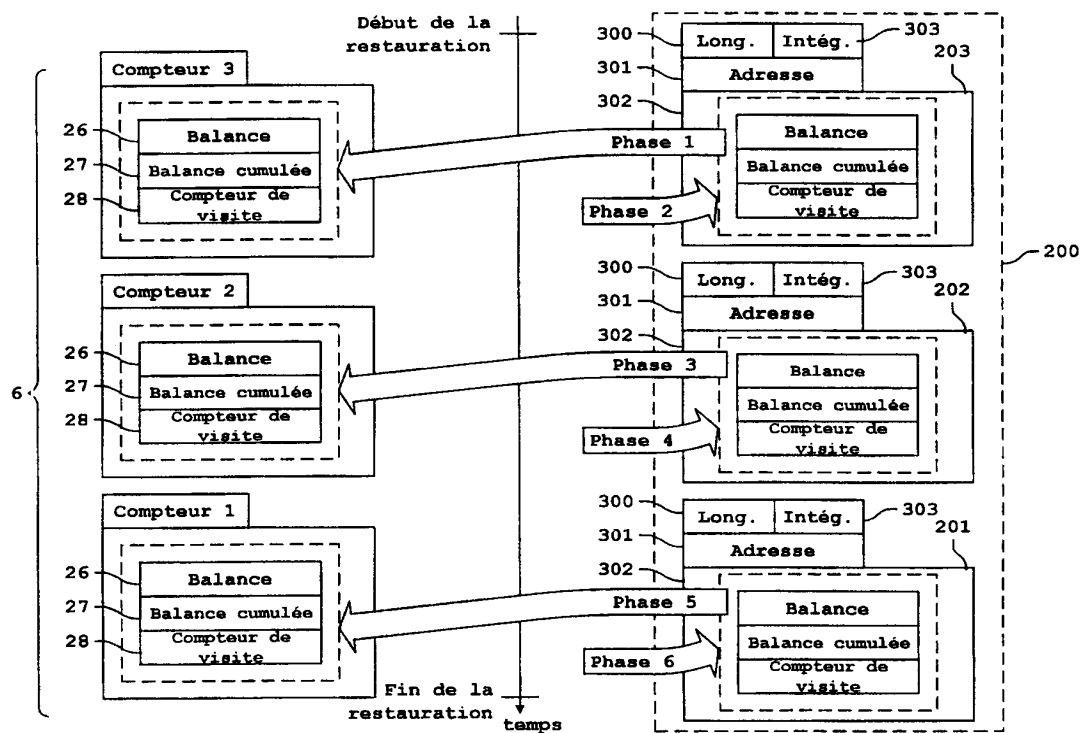 Début de la
restauration
Compteur 3
26
Balance
27
Balance cumulée
28
Compteur de
visite
300
Long.
Intég.
303
203
301
Adresse
302
Phase 1
Balance
Balance cumulée
Compteur de
visite
Phase 2
200
Compteur 2
26
Balance
27
Balance cumulée
28
Compteur de
visite
6
300
Long.
Intég.
303
202
301
Adresse
302
Phase 3
Balance
Balance cumulée
Compteur de
visite
Phase 4
Compteur 1
26
Balance
27
Balance cumulée
28
Compteur de
visite
300
Long.
Intég.
303
201
301
Adresse
302
Phase 5
Balance
Balance cumulée
Compteur de
visite
Phase 6
Fin de la
restauration
temps